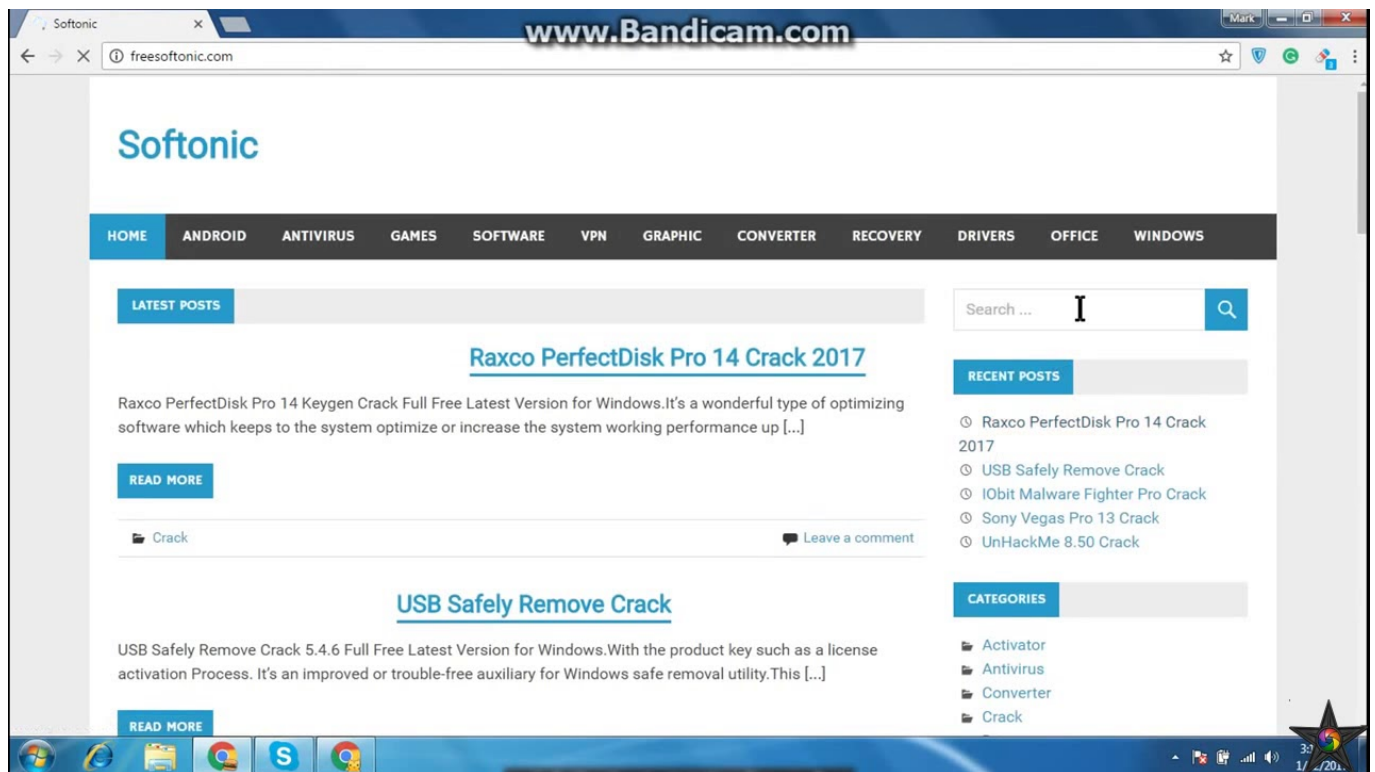 Softonic
www.Bandicam.com
Mark
freesoftonic.com
Softonic
HOME ANDROID ANTIVIRUS GAMES SOFTWARE VPN GRAPHIC CONVERTER RECOVERY DRIVERS OFFICE WINDOWS
LATEST POSTS
Raxco PerfectDisk Pro 14 Crack 2017
Raxco PerfectDisk Pro 14 Keygen Crack Full Free Latest Version for Windows.It's a wonderful type of optimizing
software which keeps to the system optimize or increase the system working performance up [...]
READ MORE
Crack
Leave a comment
USB Safely Remove Crack
USB Safely Remove Crack 5.4.6 Full Free Latest Version for Windows.With the product key such as a license
activation Process. It's an improved or trouble-free auxiliary for Windows safe removal utility.This [...]
READ MORE
Search ...
RECENT POSTS
Raxco PerfectDisk Pro 14 Crack
2017
USB Safely Remove Crack
IObit Malware Fighter Pro Crack
Sony Vegas Pro 13 Crack
UnHackMe 8.50 Crack
CATEGORIES
Activator
Antivirus
Converter
Crack